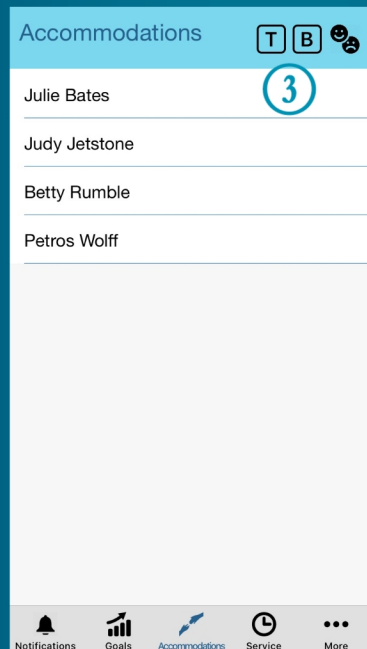 Accommodations T B
3
Julie Bates
Judy Jetstone
Betty Rumble
Petros Wolff
Notifications Goals Accommodations Service More